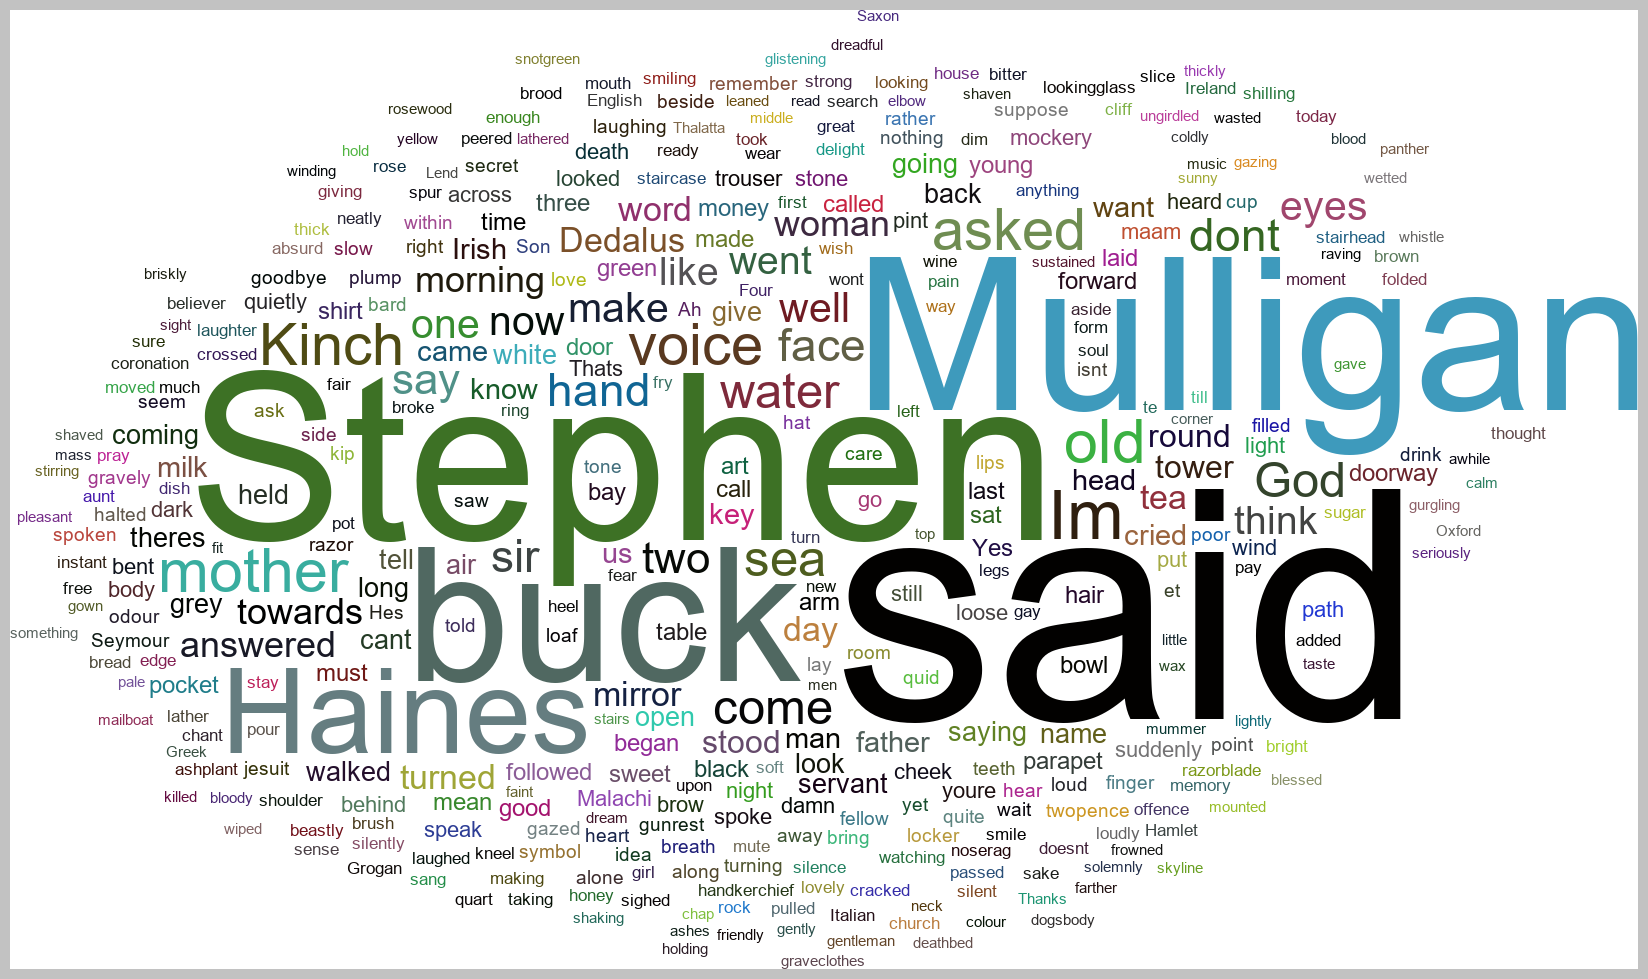 Saxon
dreadful
snotgreen glistening
mouth smiling remember strong looking house bitter lookingglass slice thickly
rosewood brood English beside leaned read search elbow shaven suppose cliff Ireland shilling
enough laughing Thalatta middle great rather ungirdled wasted today
yellow peered lathered death ready took wear delight nothing dim mockery coldly blood panther
hold winding rose Lend secret looked staircase trouser stone going young music gazing sunny wetted
giving spur across three word money first called back anything want heard cup eyes
thick neatly within time woman pint asked maam dont stairhead whistle
absurd slow right Irish Son Dedalus made wish wine sustained laid raving brown
briskly goodbye plump morning love green like went wont pain forward moment folded
believer quietly shirt bard make Ah Four give well way Mulligan
sight laughter sure Kinch one now voice face aside form
coronation crossed came white door Thats soul isnt gave
moved much fair say know hand fry water till
seem ask broke ring hat left te corner
shaved coming side Stephen old round filled light thought
mass pray milk kip tone art care lips head tower God doorway drink awhile
stirring gravely aunt dish held saw bay call go last tea calm
pleasant halted dark pot key sat Im think sugar gurgling
spoken theres fit razor turn top cried poor Oxford
instant bent mother tell air sir us two sea Yes put wind seriously
free body long fear legs pay
gown odour grey towards Hes heel new arm still loose gay hair et path
something Seymour answered cant buck told loaf table day said little added
bread edge must room lay bowl wax taste
pale pocket stay Haines mirror men quid
mailboat lather stairs open come mummer lightly
chant pour began stood man father saying name suddenly point bright
Greek
ashplant jesuit walked turned followed sweet black soft look cheek teeth parapet razorblade blessed
killed bloody shoulder behind mean good faint Malachi brow upon night servant youre hear loud finger memory
wiped beastly brush speak gazed dream gunrest spoke damn yet quite wait twopence offence mounted
sense silently heart breath mute away bring fellow locker smile loudly Hamlet
Grogan laughed kneel symbol idea turning silence watching noserag doesnt frowned
sang making alone girl along passed sake solemnly skyline
quart taking honey sighed handkerchief lovely cracked silent Thanks farther
shaking chap rock pulled Italian neck church colour dogsbody
ashes friendly gently gentleman deathbed
holding graveclothes